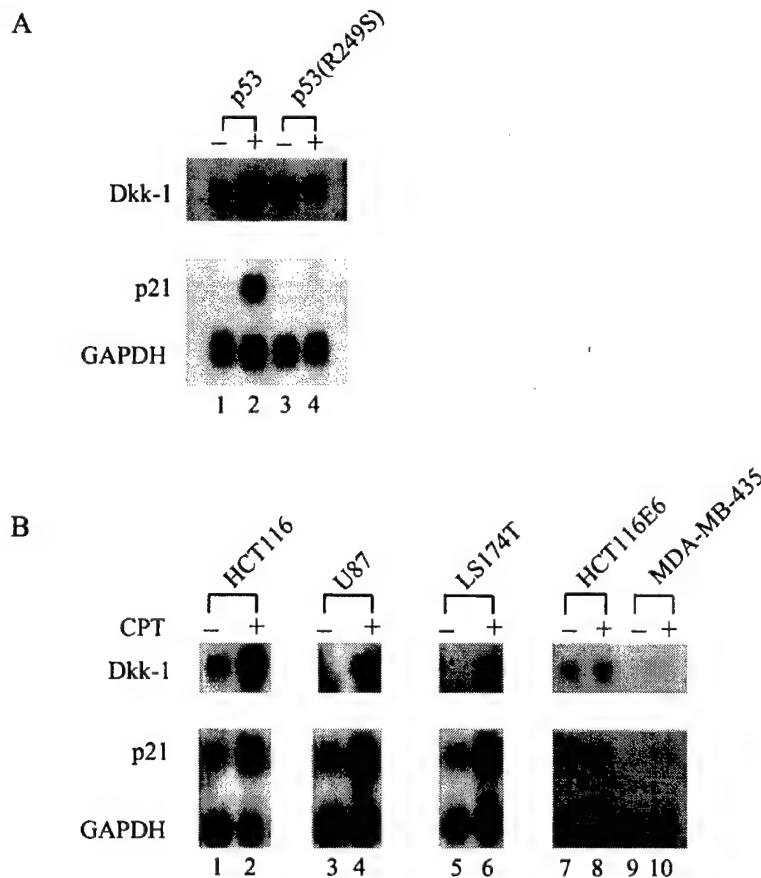 A
p53 p53(R249S)
− + − +
Dkk-1
p21
GAPDH
1 2 3 4
B
HCT116 U87 LS174T HCT116E6 MDA-MB-435
CPT − + − + − + − + − +
Dkk-1
p21
GAPDH
1 2 3 4 5 6 7 8 9 10